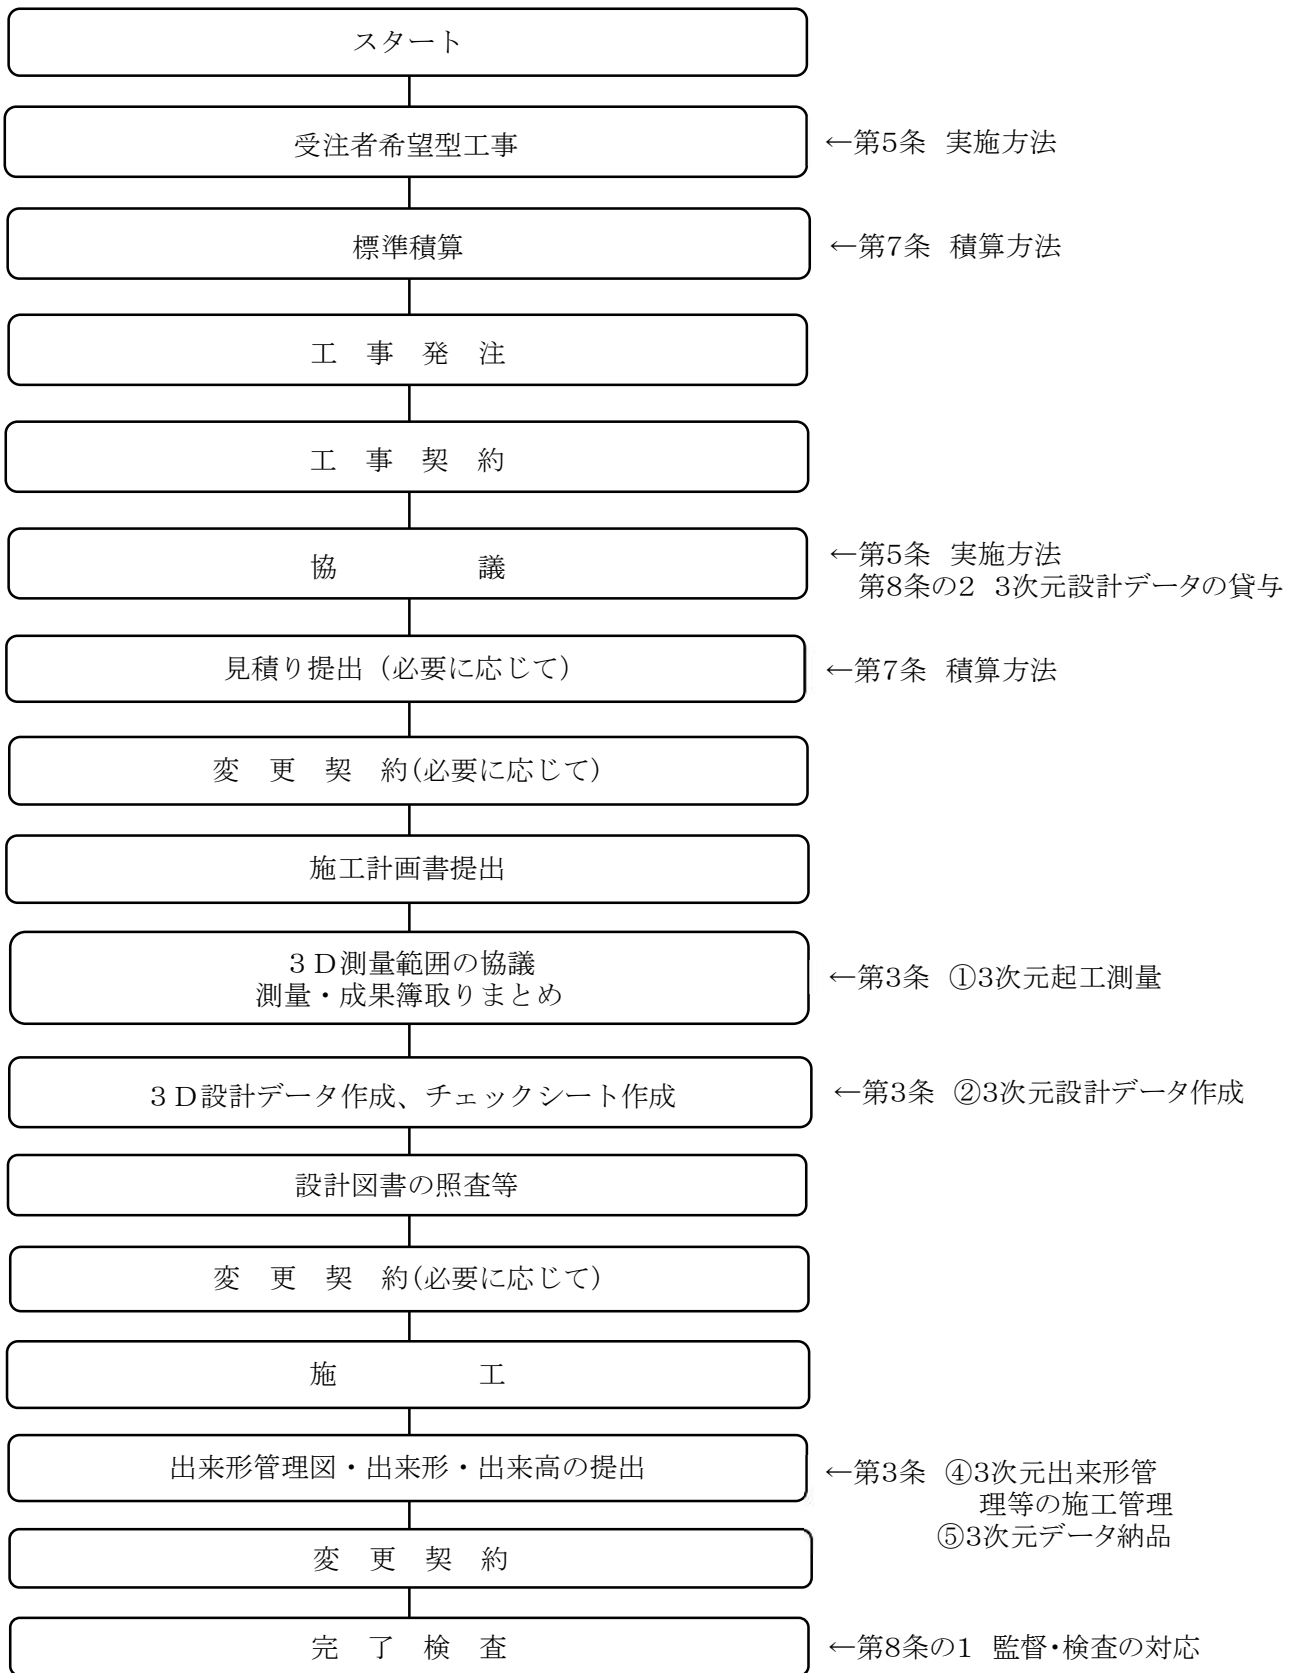 スタート
受注者希望型工事
←第5条 実施方法
標準積算
←第7条 積算方法
工 事 発 注
工 事 契 約
協 議
←第5条 実施方法
第8条の2 3次元設計データの貸与
見積り提出（必要に応じて）
←第7条 積算方法
変 更 契 約(必要に応じて)
施工計画書提出
３Ｄ測量範囲の協議
測量・成果簿取りまとめ
←第3条 ①3次元起工測量
３Ｄ設計データ作成、チェックシート作成
←第3条 ②3次元設計データ作成
設計図書の照査等
変 更 契 約(必要に応じて)
施 工
出来形管理図・出来形・出来高の提出
←第3条 ④3次元出来形管
理等の施工管理
⑤3次元データ納品
変 更 契 約
完 了 検 査
←第8条の1 監督・検査の対応